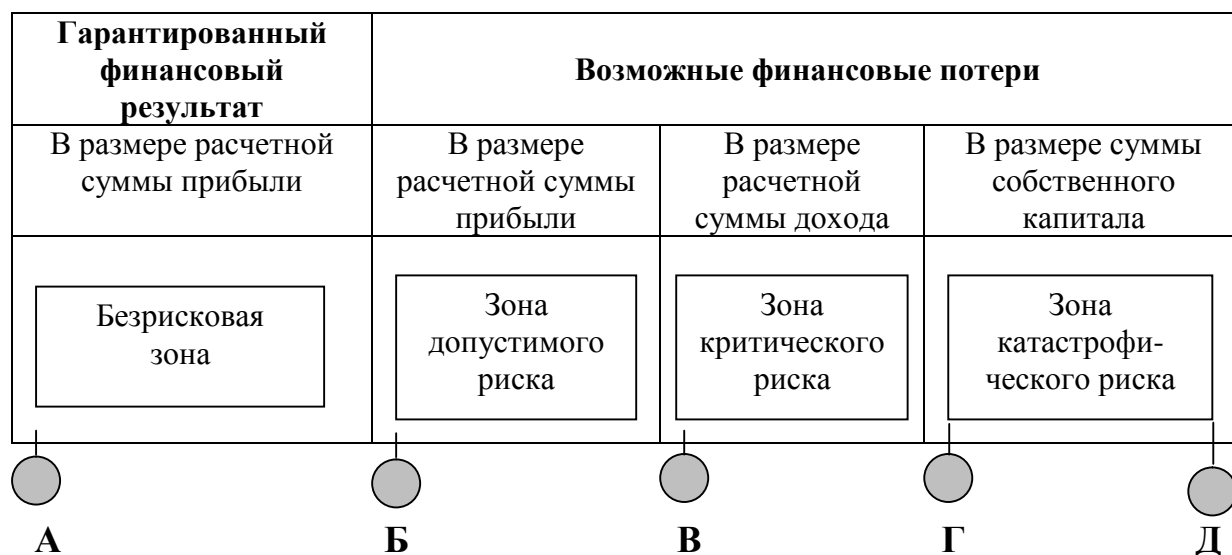 Гарантированный
финансовый
результат
Возможные финансовые потери
В размере расчетной
суммы прибыли
В размере
расчетной суммы
прибыли
В размере
расчетной
суммы дохода
В размере суммы
собственного
капитала
Безрисковая
зона
Зона
допустимого
риска
Зона
критического
риска
Зона
катастрофи-
ческого риска
А Б В Г Д